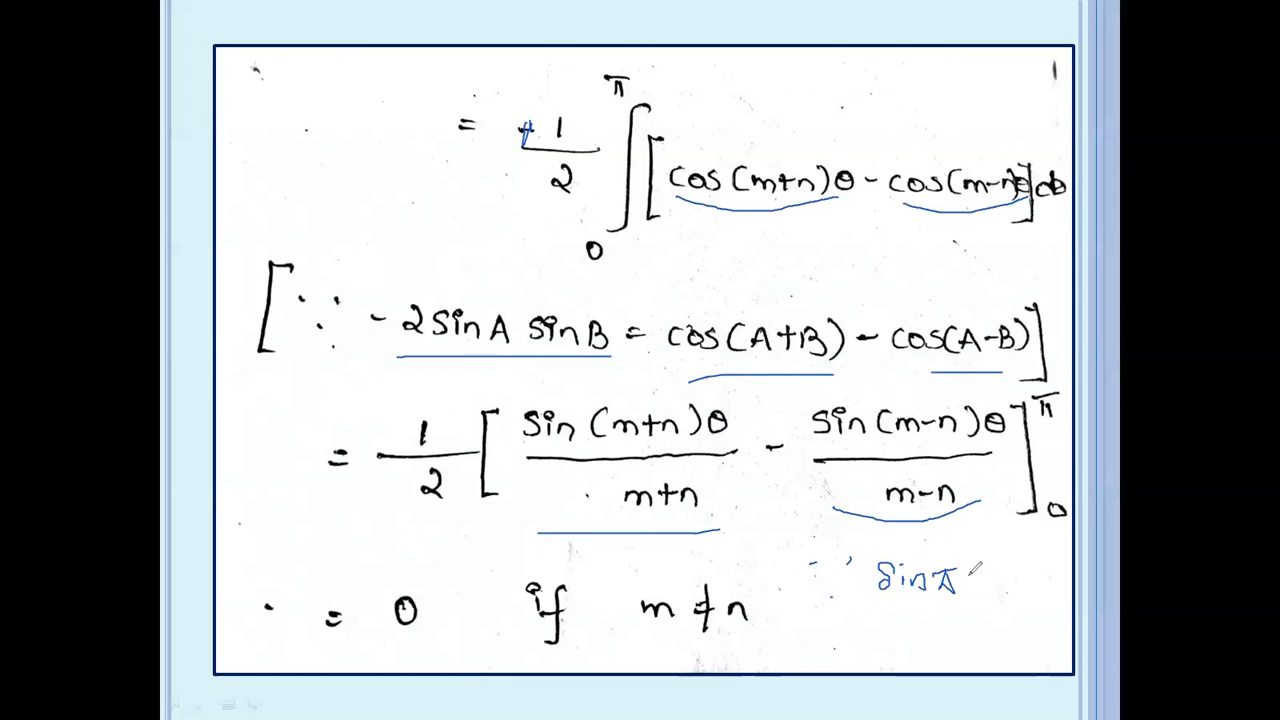 = + 1/2 ∫₀^π [cos(m+n)θ - cos(m-n)θ] dθ
[∵ - 2 sin A sin B = cos(A+B) - cos(A-B)]
= 1/2 [ sin(m+n)θ / m+n - sin(m-n)θ / m-n ]₀^π
∵ sin π
= 0 if m ≠ n